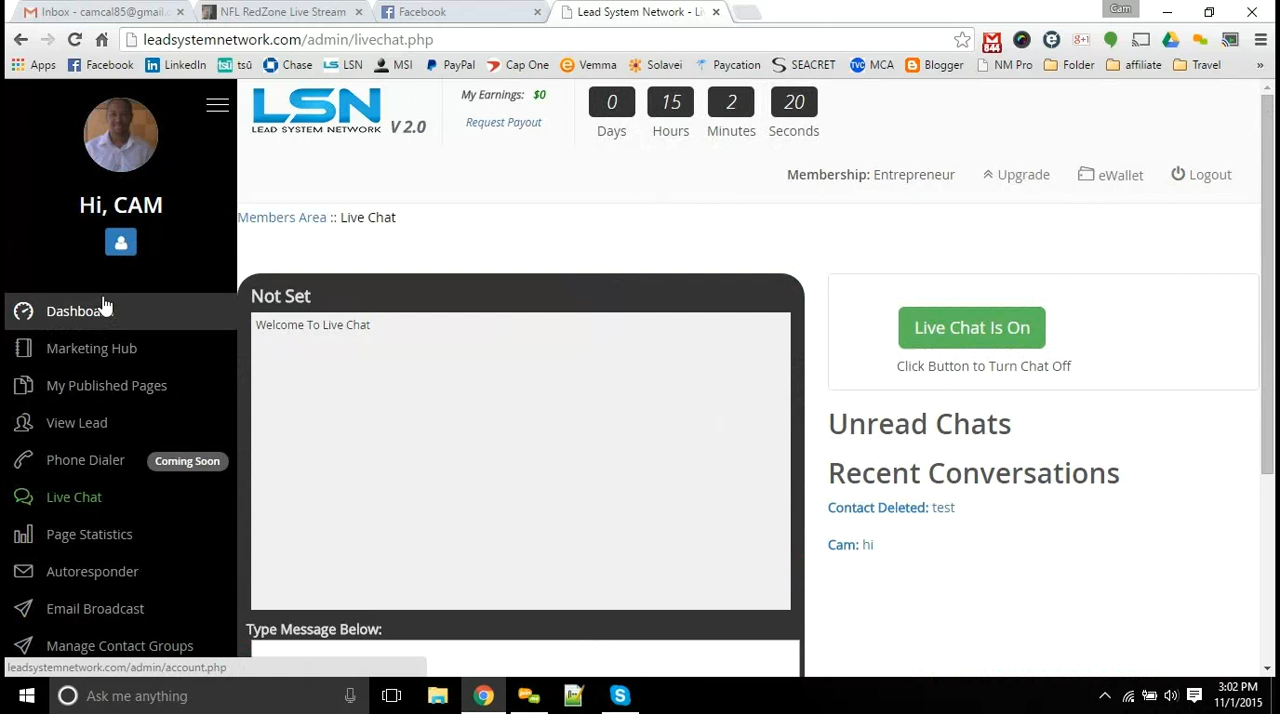 Inbox - camcal85@gmail.
NFL RedZone Live Stream
Facebook
Lead System Network - Li
Cam
leadsystemnetwork.com/admin/livechat.php
844
Apps Facebook LinkedIn tsū Chase LSN MSI PayPal Cap One Vemma Solavei Paycation SEACRET MCA Blogger NM Pro Folder affiliate Travel »
LSN
LEAD SYSTEM NETWORK
V 2.0
My Earnings: $0
Request Payout
0 15 2 20
Days Hours Minutes Seconds
Membership: Entrepreneur Upgrade eWallet Logout
Hi, CAM
Members Area :: Live Chat
Dashboa
Marketing Hub
My Published Pages
View Lead
Phone Dialer Coming Soon
Live Chat
Page Statistics
Autoresponder
Email Broadcast
Manage Contact Groups
leadsystemnetwork.com/admin/account.php
Not Set
Welcome To Live Chat
Type Message Below:
Live Chat Is On
Click Button to Turn Chat Off
Unread Chats
Recent Conversations
Contact Deleted: test
Cam: hi
Ask me anything
3:02 PM
11/1/2015